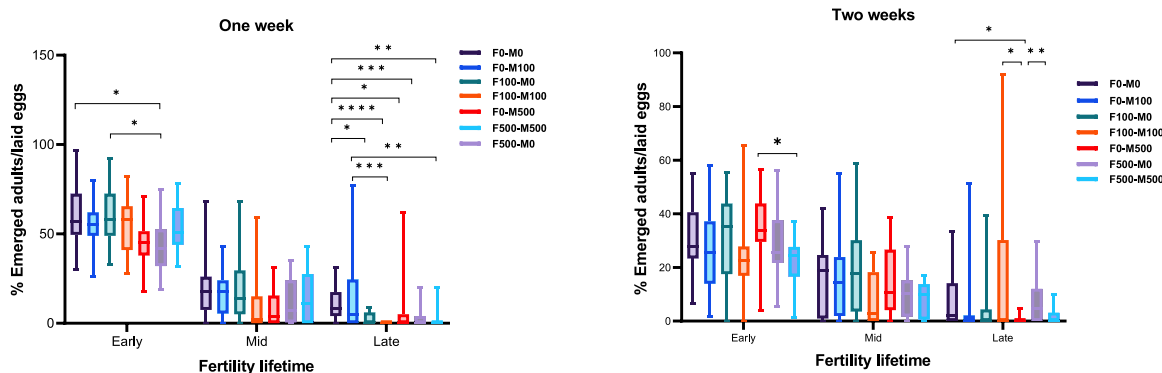 One week
% Emerged adults/laid eggs
150
100
50
0
Early
Mid
Late
Fertility lifetime
*
*
**
***
*
****
*
**
***
F0-M0
F0-M100
F100-M0
F100-M100
F0-M500
F500-M500
F500-M0
Two weeks
% Emerged adults/laid eggs
100
80
60
40
20
0
Early
Mid
Late
Fertility lifetime
*
*
*
**
F0-M0
F0-M100
F100-M0
F100-M100
F0-M500
F500-M0
F500-M500